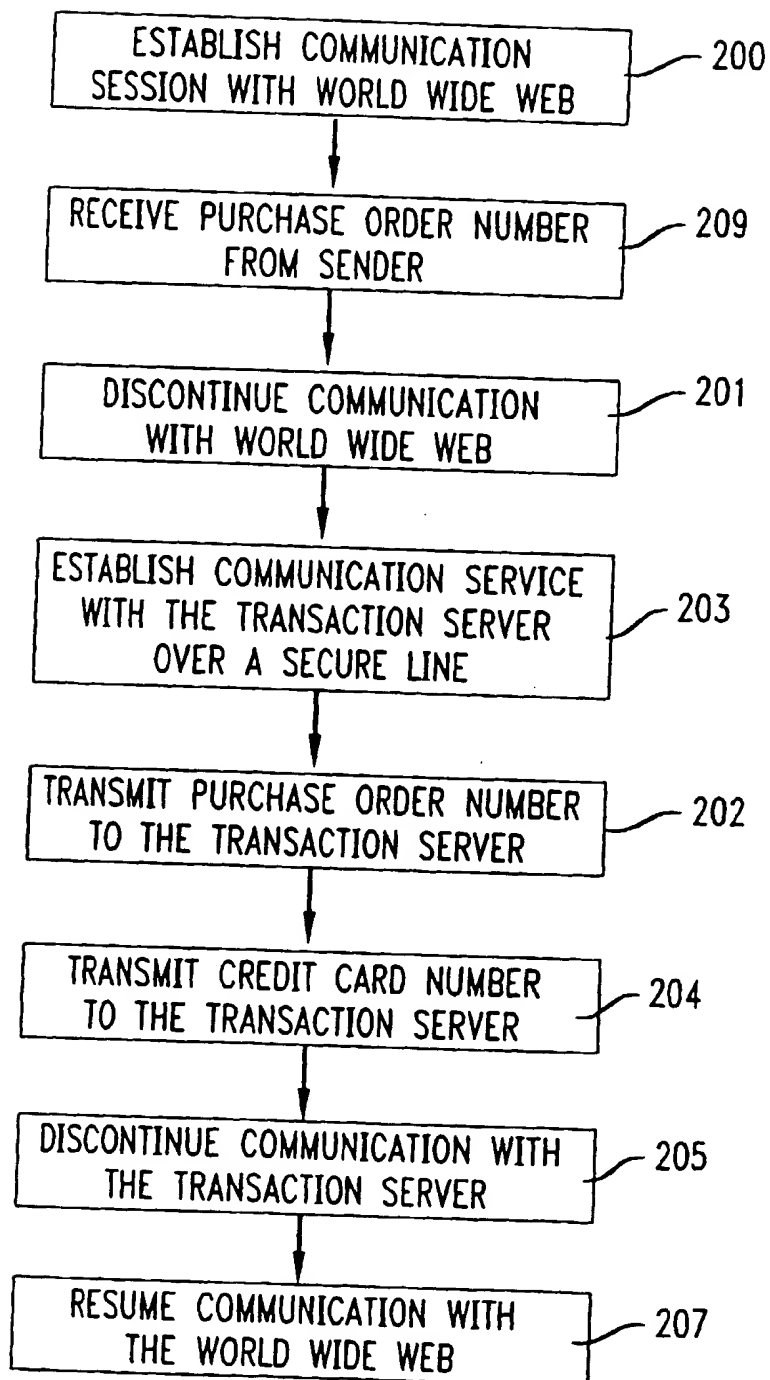 ESTABLISH COMMUNICATION
SESSION WITH WORLD WIDE WEB
200
RECEIVE PURCHASE ORDER NUMBER
FROM SENDER
209
DISCONTINUE COMMUNICATION
WITH WORLD WIDE WEB
201
ESTABLISH COMMUNICATION SERVICE
WITH THE TRANSACTION SERVER
OVER A SECURE LINE
203
TRANSMIT PURCHASE ORDER NUMBER
TO THE TRANSACTION SERVER
202
TRANSMIT CREDIT CARD NUMBER
TO THE TRANSACTION SERVER
204
DISCONTINUE COMMUNICATION WITH
THE TRANSACTION SERVER
205
RESUME COMMUNICATION WITH
THE WORLD WIDE WEB
207